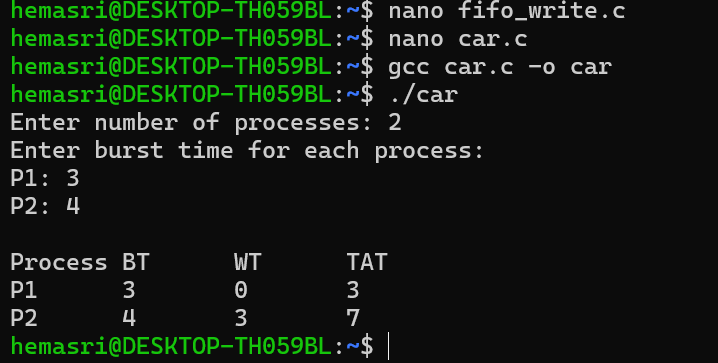 hemasri@DESKTOP-TH059BL:~$ nano fifo_write.c
hemasri@DESKTOP-TH059BL:~$ nano car.c
hemasri@DESKTOP-TH059BL:~$ gcc car.c -o car
hemasri@DESKTOP-TH059BL:~$ ./car
Enter number of processes: 2
Enter burst time for each process:
P1: 3
P2: 4
Process BT      WT      TAT
P1      3       0       3
P2      4       3       7
hemasri@DESKTOP-TH059BL:~$